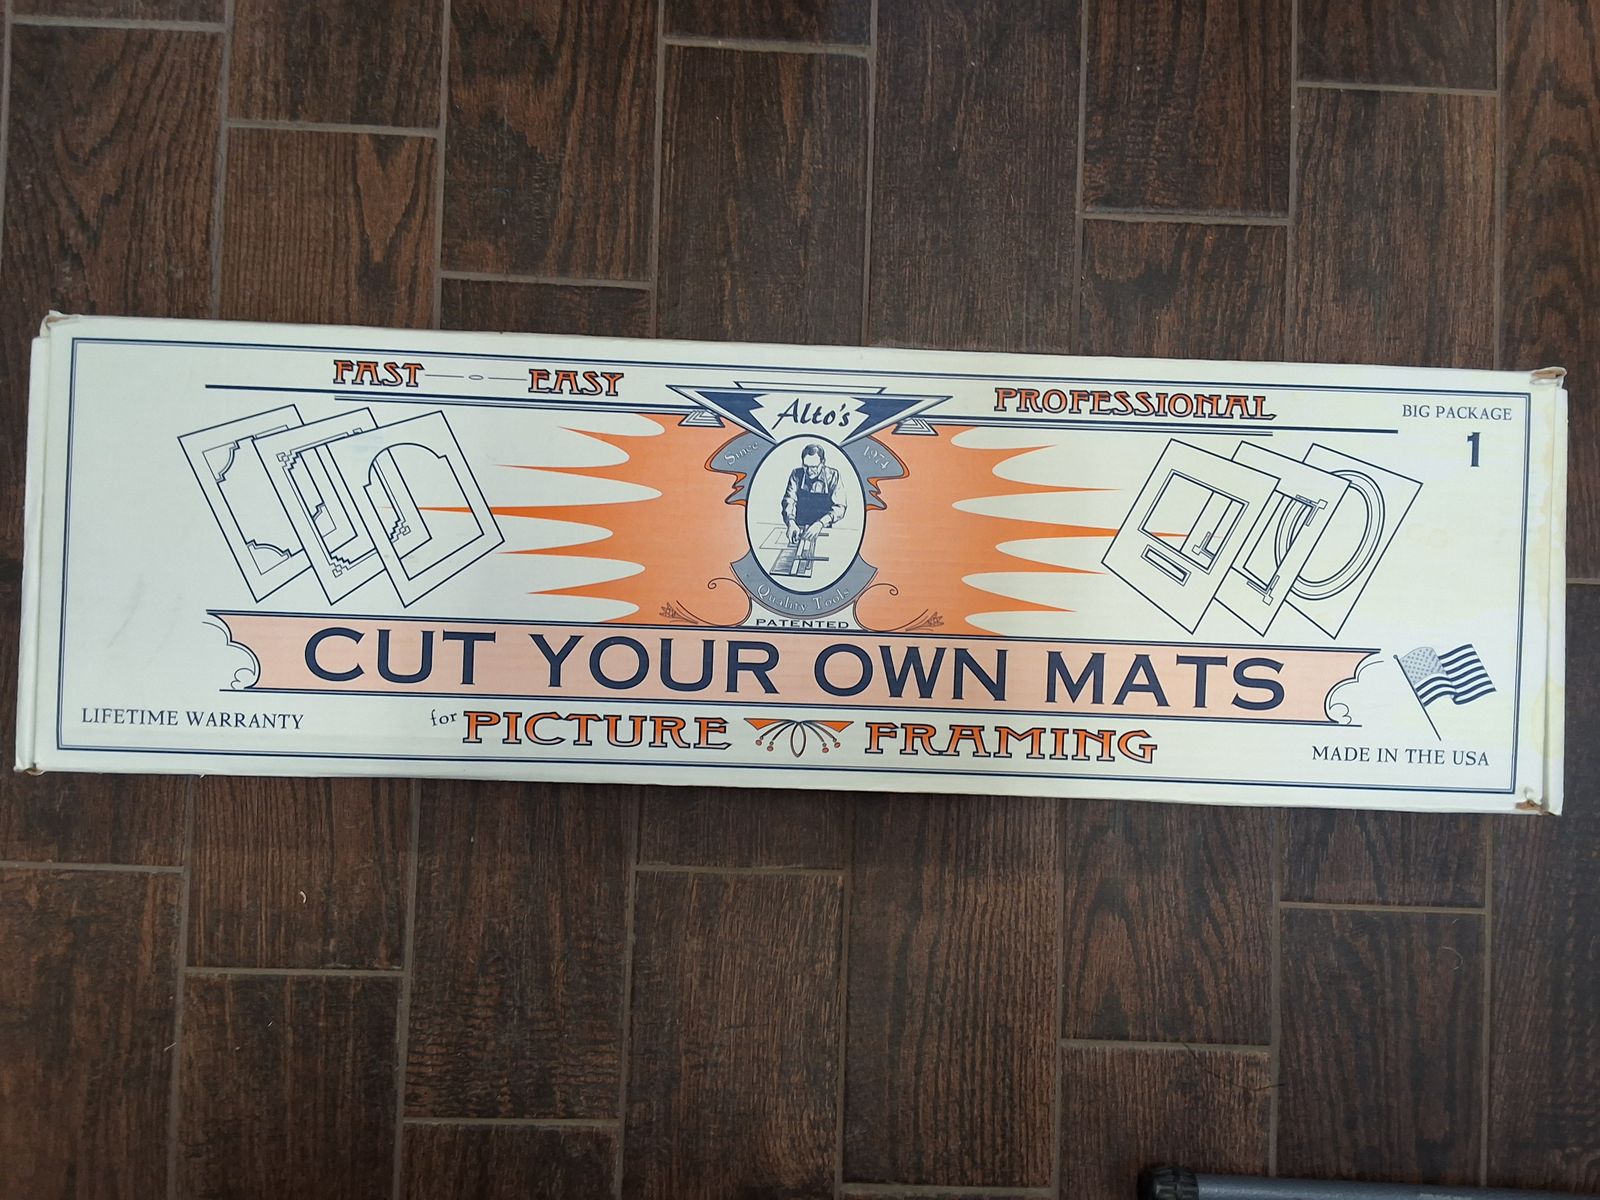 FAST EASY
PROFESSIONAL
BIG PACKAGE
1
Alto's
Since 1974
Quality Tools
PATENTED
CUT YOUR OWN MATS
for PICTURE FRAMING
LIFETIME WARRANTY
MADE IN THE USA